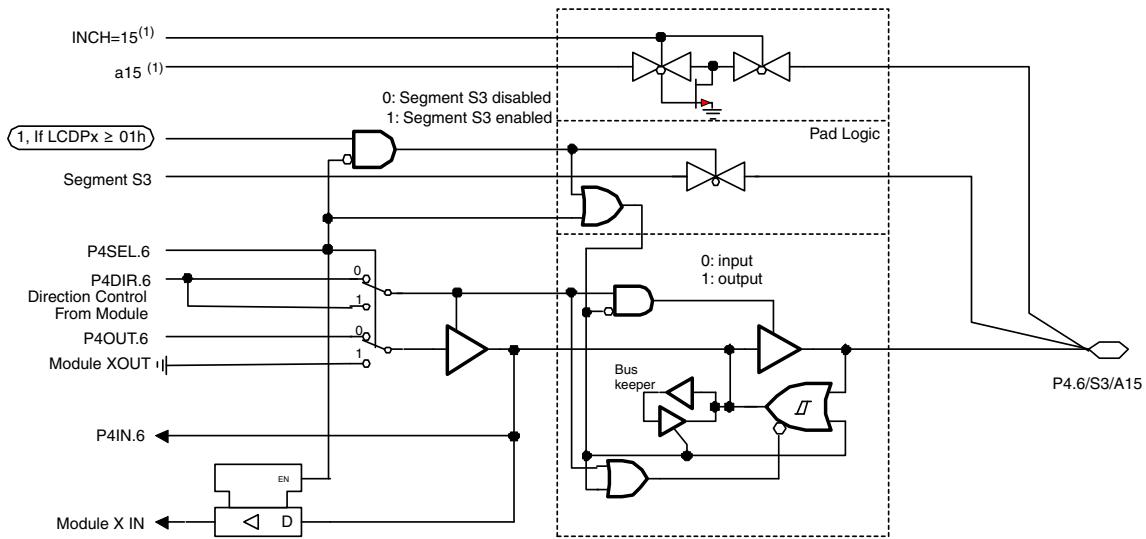 INCH=15(1)
a15 (1)
0: Segment S3 disabled
1: Segment S3 enabled
Pad Logic
1, If LCDPx ≥ 01h
Segment S3
P4SEL.6
0: input
1: output
P4DIR.6
0
Direction Control
From Module
1
P4OUT.6
0
Module XOUT
1
Bus
keeper
P4.6/S3/A15
P4IN.6
EN
Module X IN
D